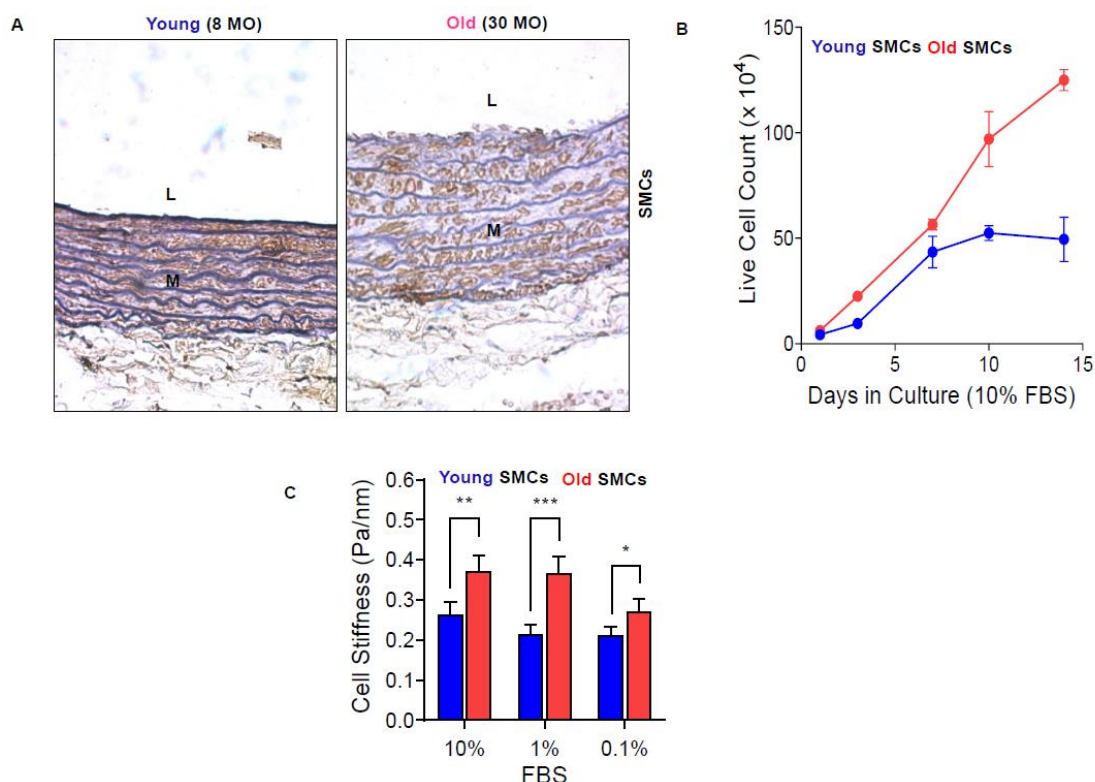 A
Young (8 MO)
Old (30 MO)
L
M
L
M
SMCs
B
Young SMCs Old SMCs
150
100
50
0
Live Cell Count (x 10⁴)
0 5 10 15
Days in Culture (10% FBS)
C
Young SMCs Old SMCs
0.6
0.5
0.4
0.3
0.2
0.1
0.0
Cell Stiffness (Pa/nm)
** *** *
10% 1% 0.1%
FBS